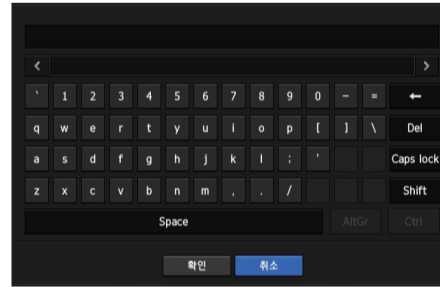 < >
` 1 2 3 4 5 6 7 8 9 0 - = ←
q w e r t y u i o p [ ] \ Del
a s d f g h j k l ; ' Caps lock
z x c v b n m , . / Shift
Space AltGr Ctrl
확인 취소